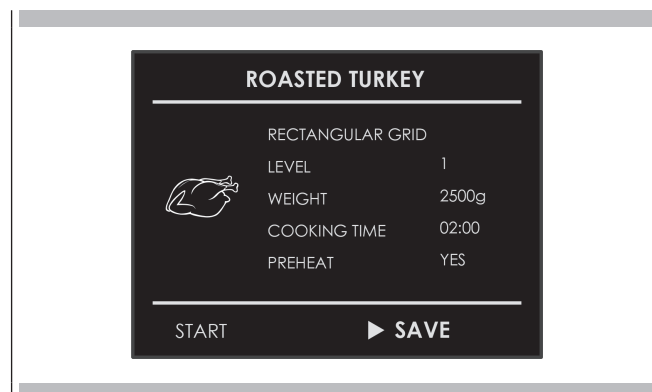 ROASTED TURKEY
RECTANGULAR GRID
LEVEL 1
WEIGHT 2500g
COOKING TIME 02:00
PREHEAT YES
START ▶ SAVE